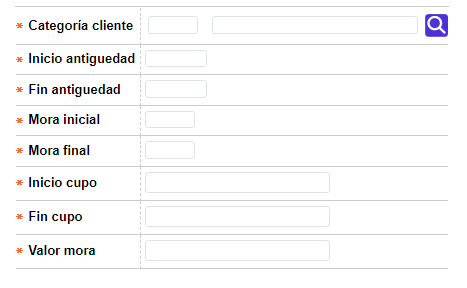 * Categoría cliente
* Inicio antiguedad
* Fin antiguedad
* Mora inicial
* Mora final
* Inicio cupo
* Fin cupo
* Valor mora